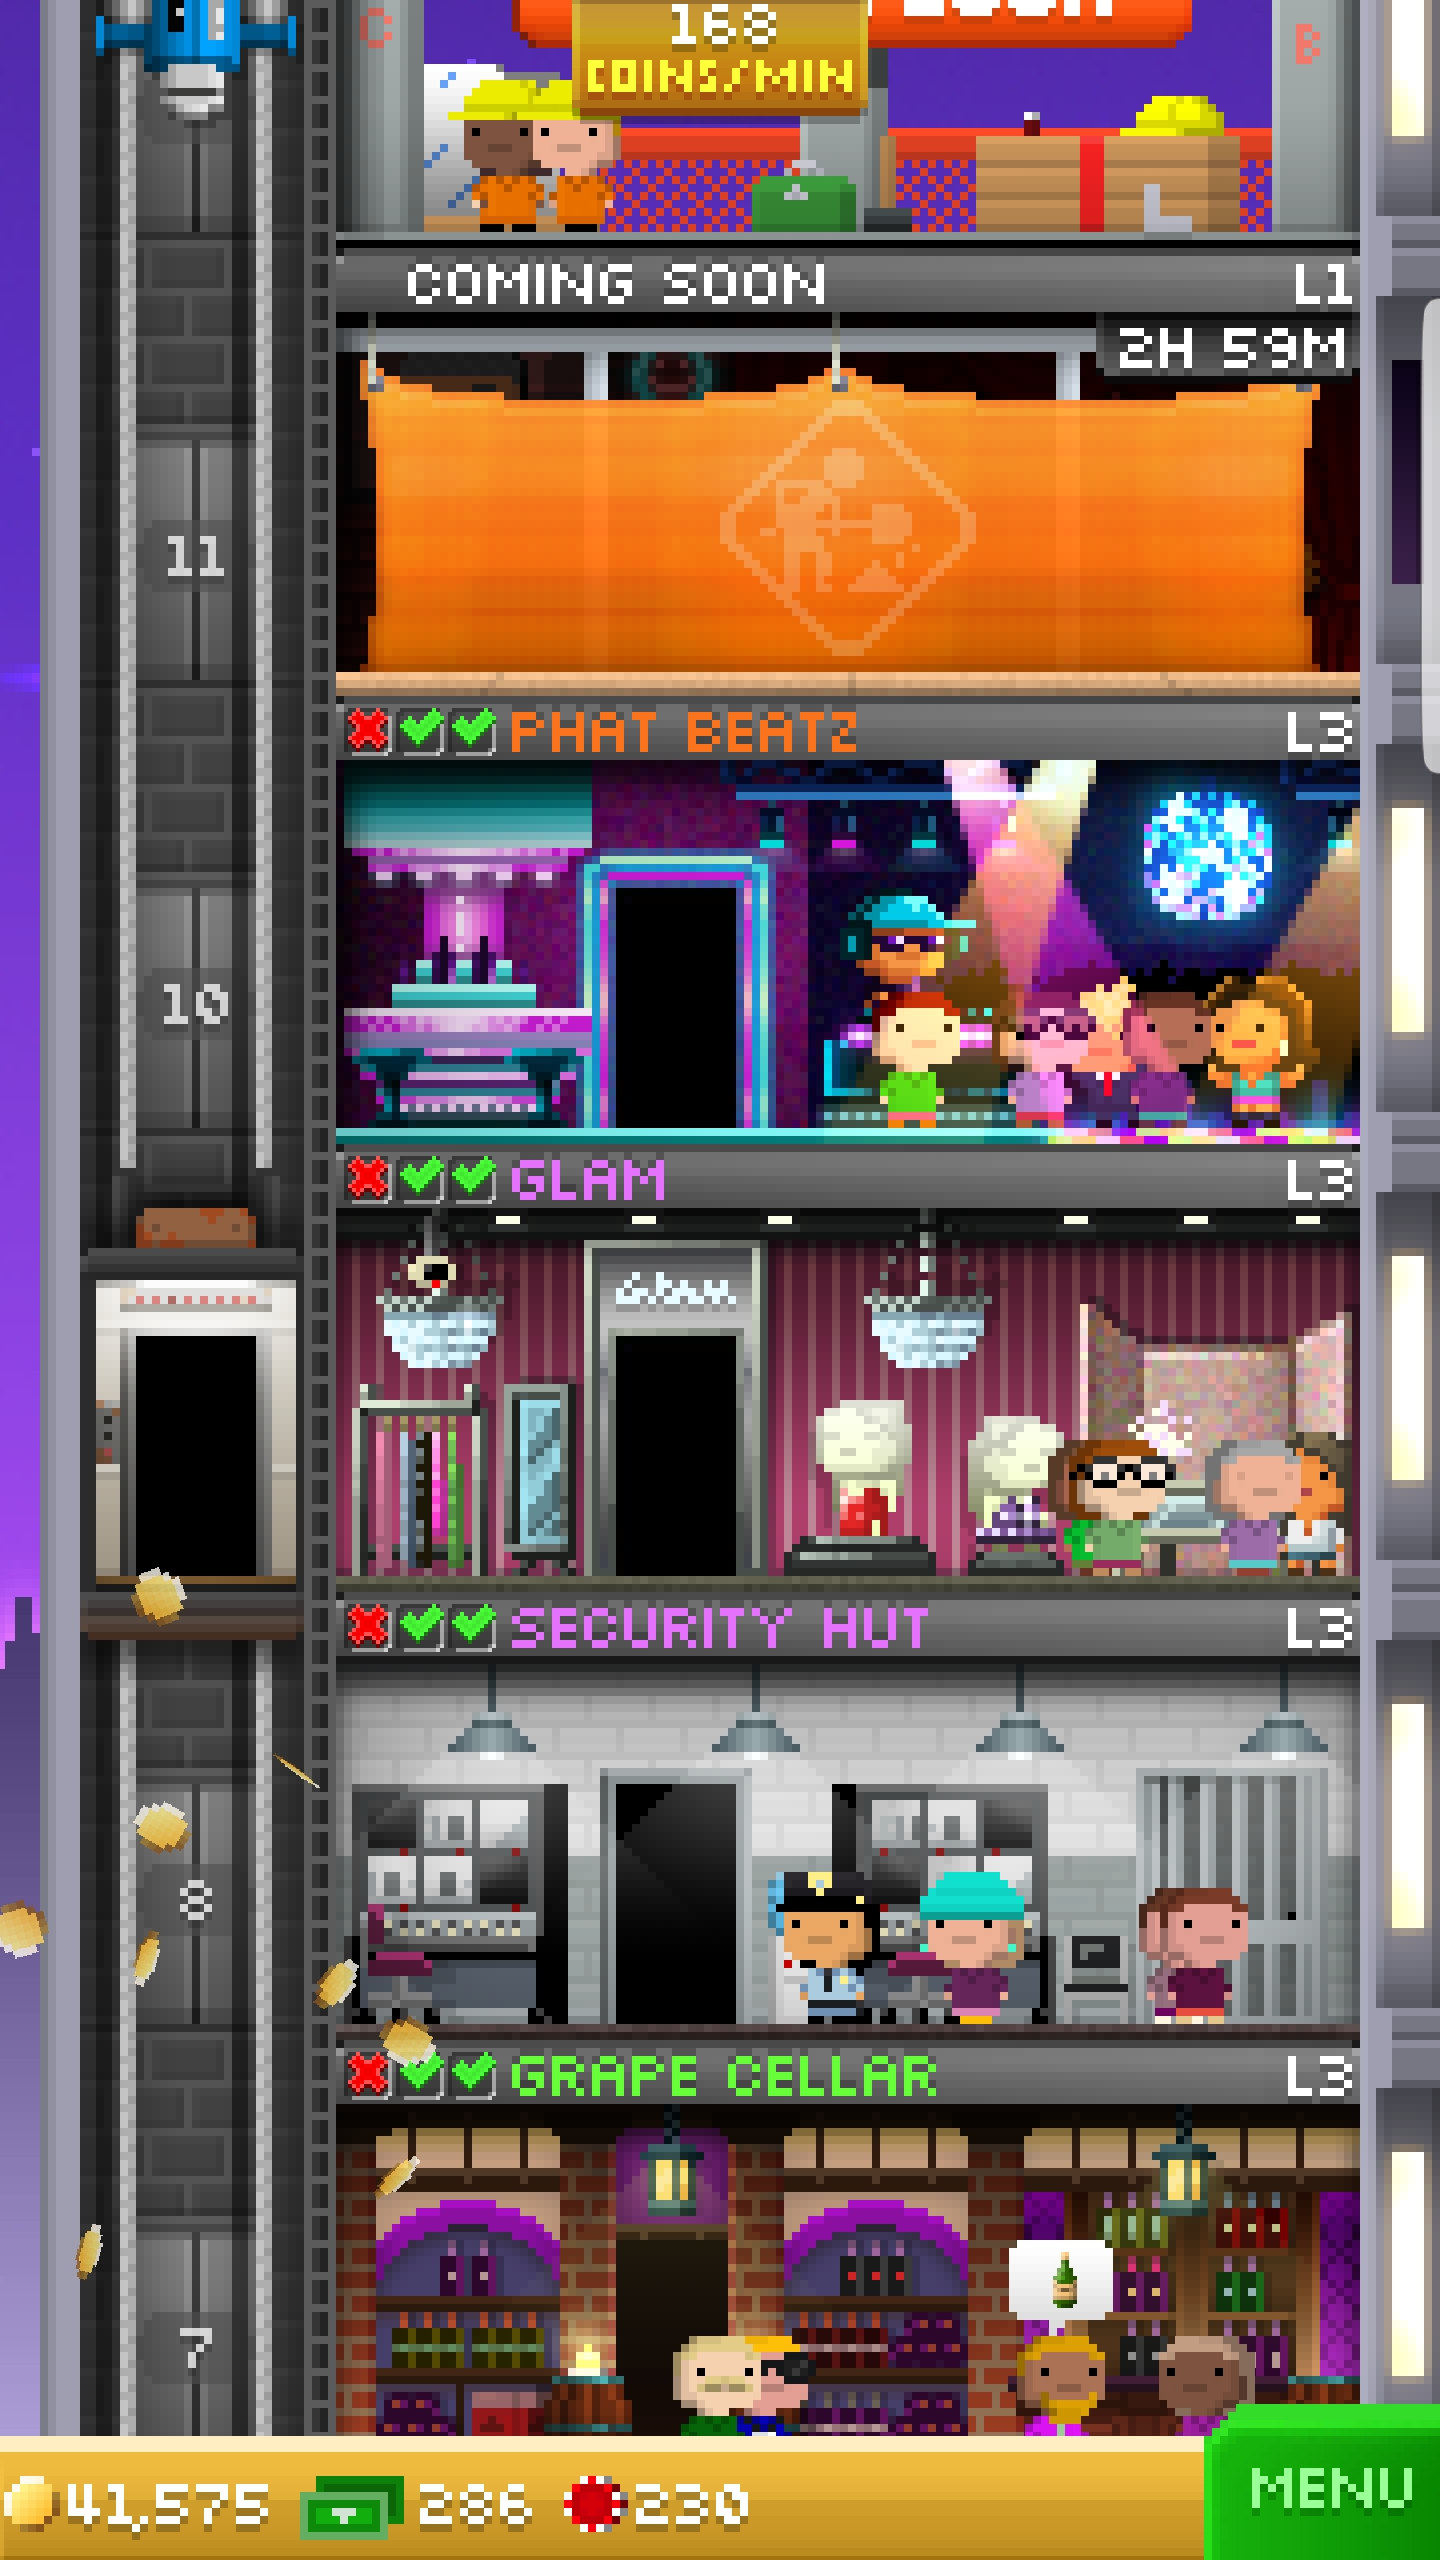 C
168
COINS/MIN
B
COMING SOON L1
2H 59M
11
PHAT BEATZ L3
10
GLAM L3
Glam
SECURITY HUT L3
8
GRAPE CELLAR L3
7
41,575 286 230
MENU